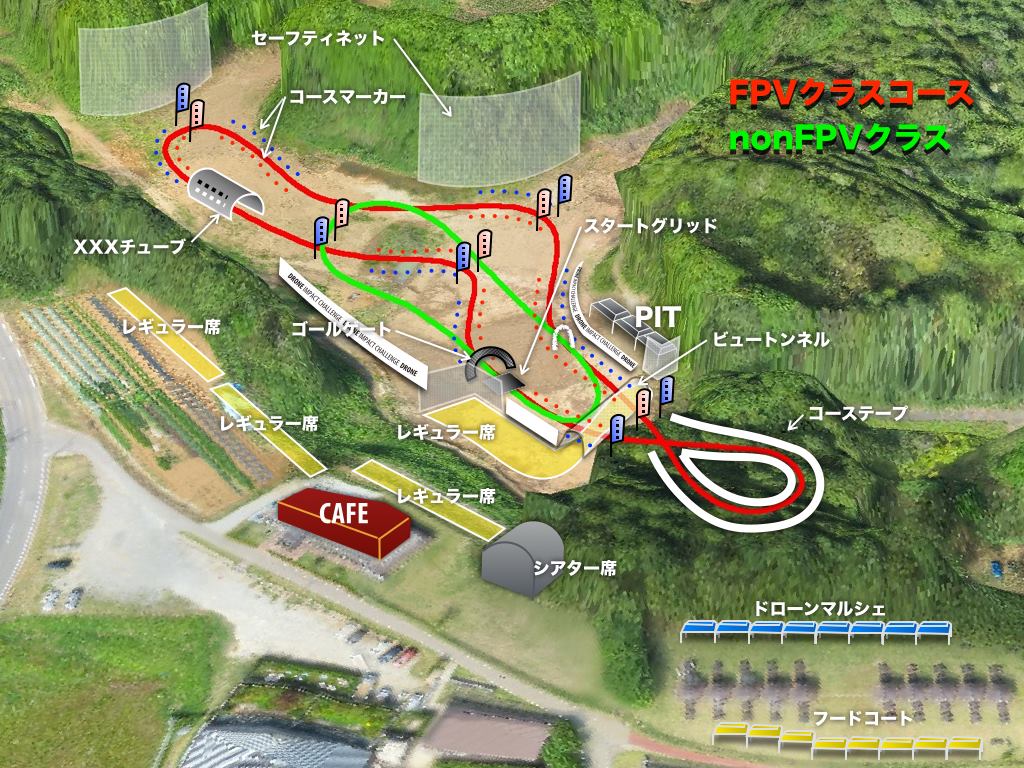 セーフティネット
FPVクラスコース
コースマーカー
nonFPVクラス
スタートグリッド
XXXチューブ
DRONE IMPACT CHALLENGE
DRONE IMPACT CHALLENGE DRONE
レギュラー席
ゴールゲート
PIT
IMPACT CHALLENGE DRONE
ビュートンネル
レギュラー席
レギュラー席
コーステープ
レギュラー席
CAFE
シアター席
ドローンマルシェ
フードコート